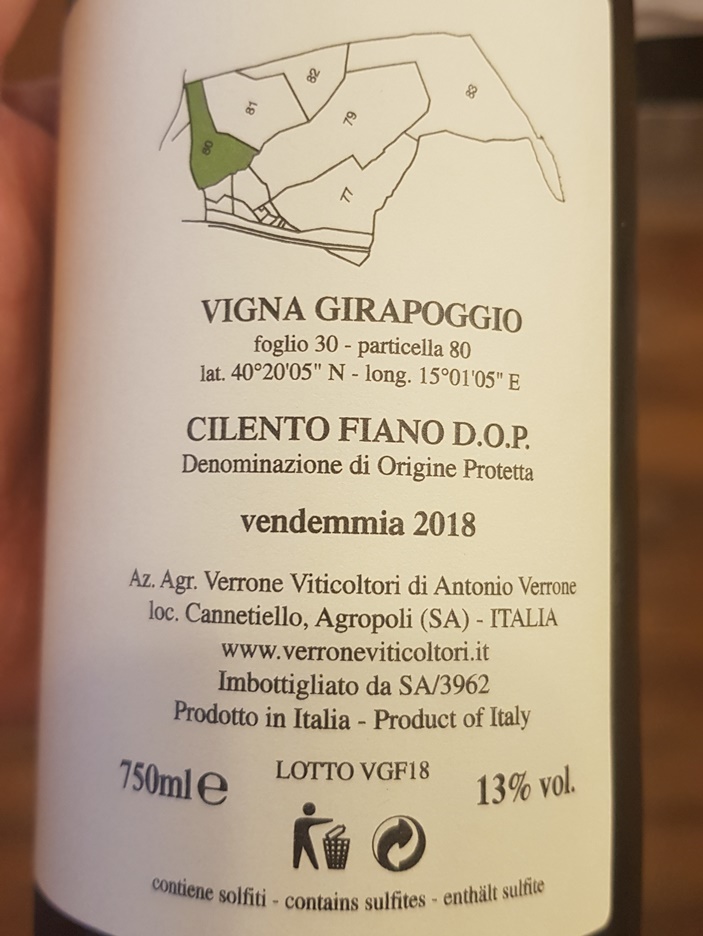 82
81
83
79
80
77
VIGNA GIRAPOGGIO
foglio 30 - particella 80
lat. 40°20'05" N - long. 15°01'05" E
CILENTO FIANO D.O.P.
Denominazione di Origine Protetta
vendemmia 2018
Az. Agr. Verrone Viticoltori di Antonio Verrone
loc. Cannetiello, Agropoli (SA) - ITALIA
www.verroneviticoltori.it
Imbottigliato da SA/3962
Prodotto in Italia - Product of Italy
750ml e LOTTO VGF18 13% vol.
contiene solfiti - contains sulfites - enthält sulfite